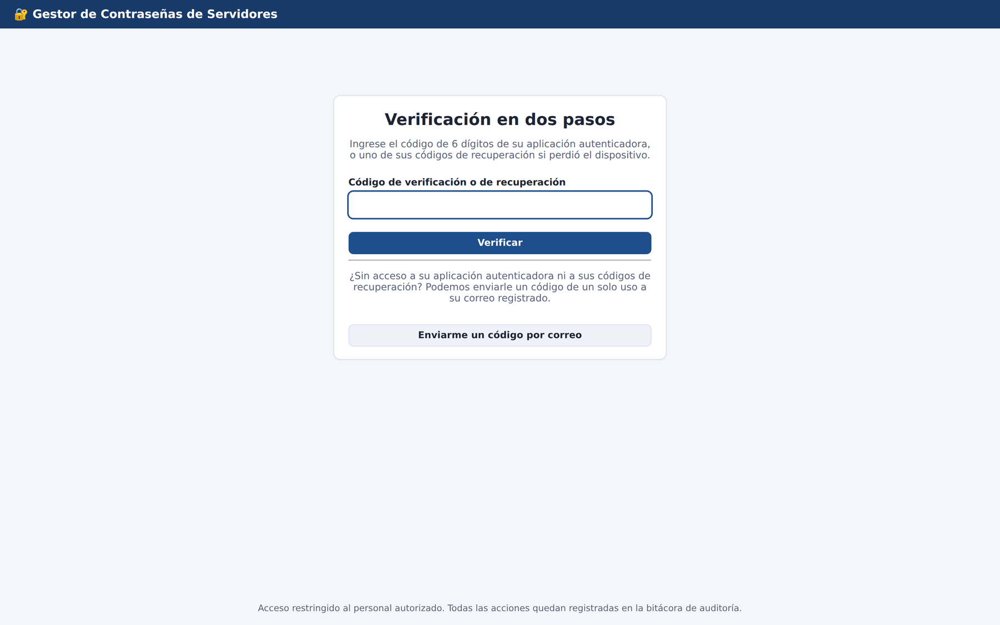 Gestor de Contraseñas de Servidores
Verificación en dos pasos
Ingrese el código de 6 dígitos de su aplicación autenticadora,
o uno de sus códigos de recuperación si perdió el dispositivo.
Código de verificación o de recuperación
Verificar
¿Sin acceso a su aplicación autenticadora ni a sus códigos de
recuperación? Podemos enviarle un código de un solo uso a
su correo registrado.
Enviarme un código por correo
Acceso restringido al personal autorizado. Todas las acciones quedan registradas en la bitácora de auditoría.